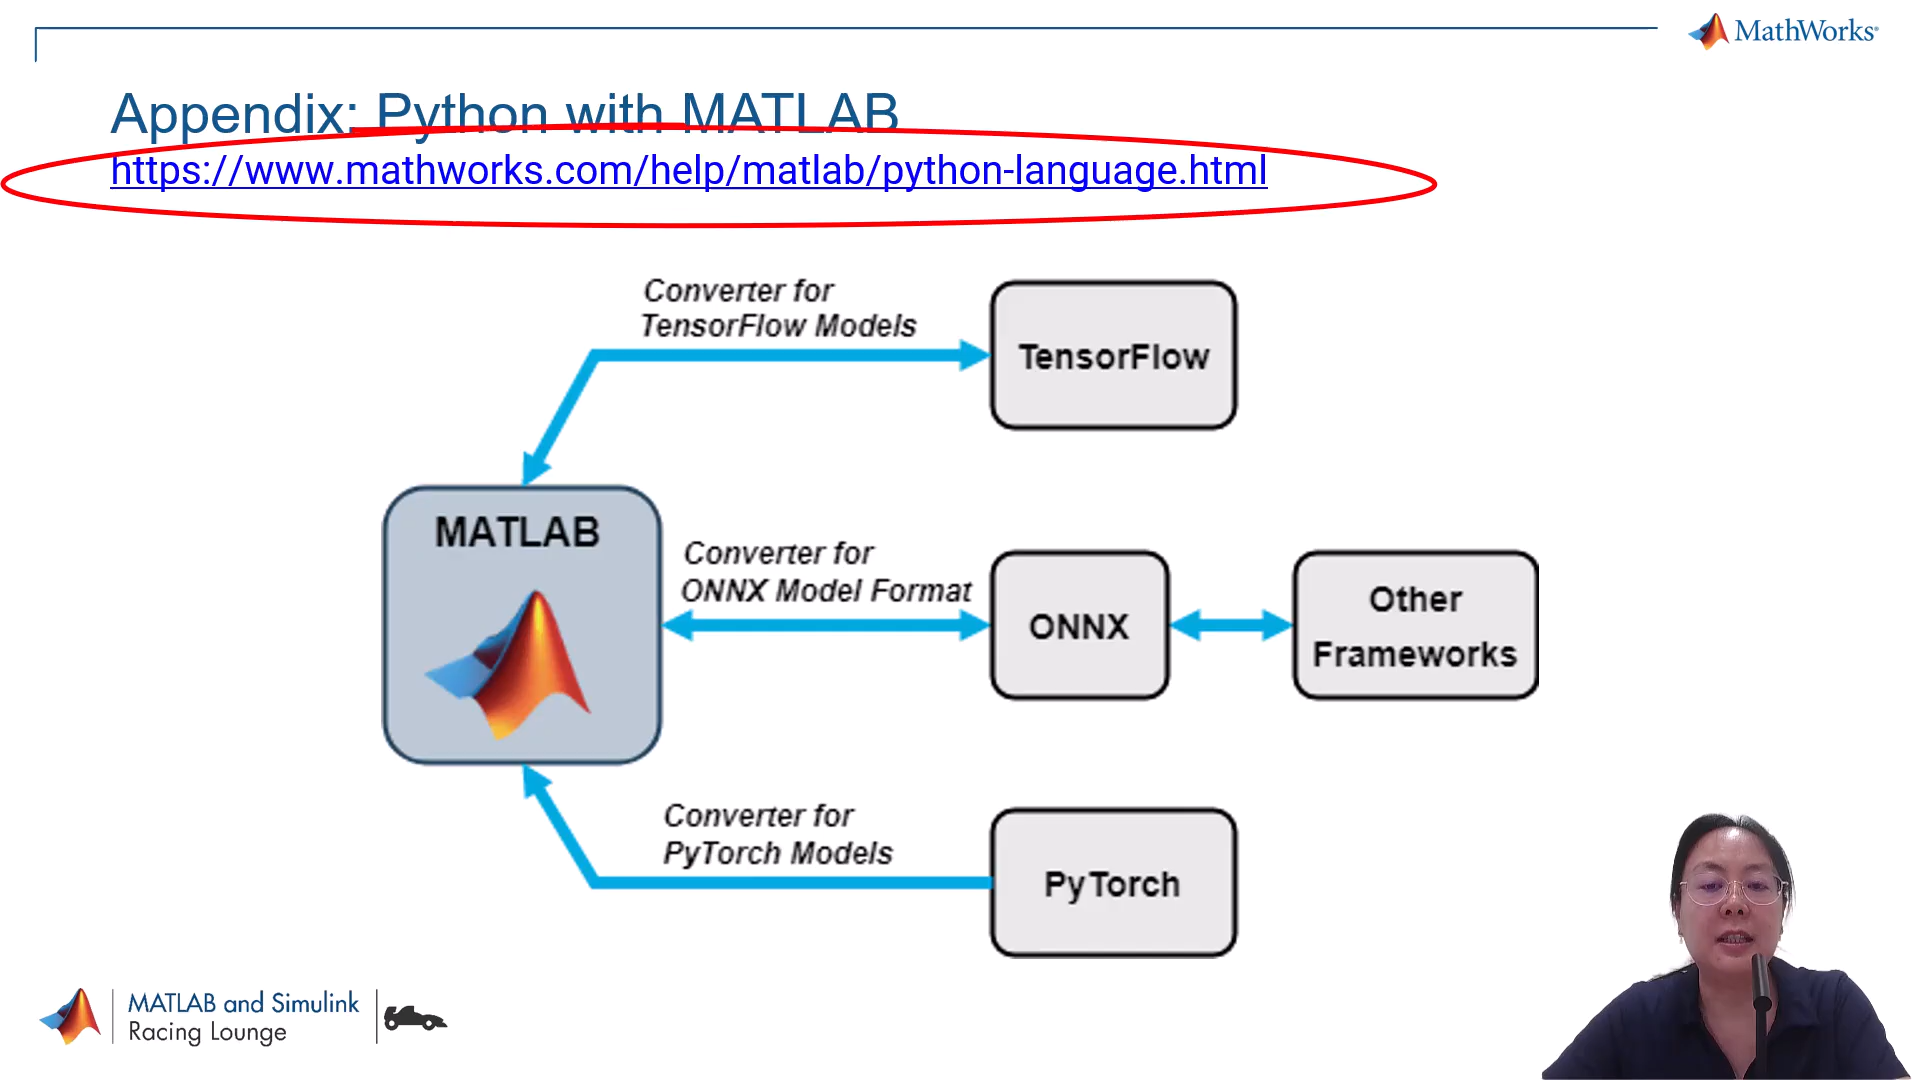 MathWorks®
Appendix: Python with MATLAB
https://www.mathworks.com/help/matlab/python-language.html
Converter for
TensorFlow Models
TensorFlow
MATLAB
Converter for
ONNX Model Format
ONNX
Other
Frameworks
Converter for
PyTorch Models
PyTorch
MATLAB and Simulink
Racing Lounge